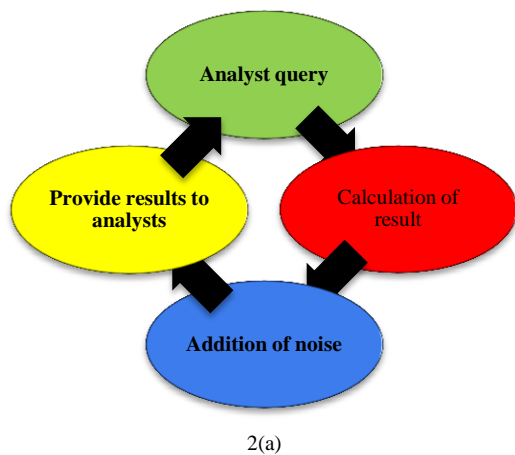 Analyst query
Provide results to
analysts
Calculation of
result
Addition of noise
2(a)